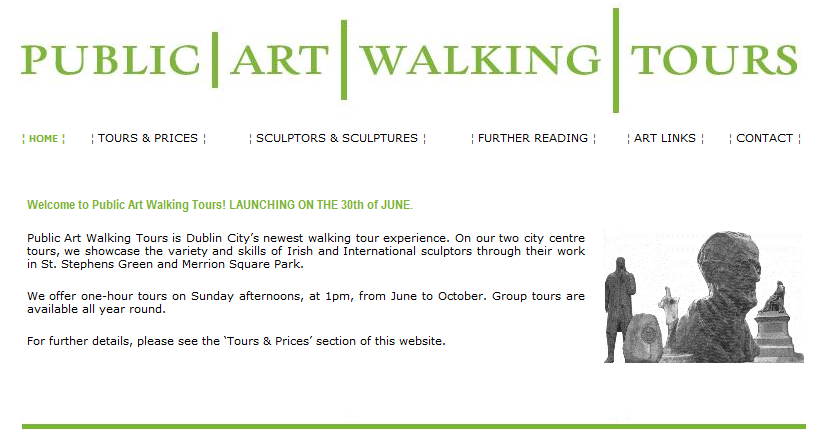 PUBLIC | ART | WALKING | TOURS
¦ HOME ¦ ¦ TOURS & PRICES ¦ ¦ SCULPTORS & SCULPTURES ¦ ¦ FURTHER READING ¦ ¦ ART LINKS ¦ ¦ CONTACT ¦
Welcome to Public Art Walking Tours! LAUNCHING ON THE 30th of JUNE.
Public Art Walking Tours is Dublin City's newest walking tour experience. On our two city centre
tours, we showcase the variety and skills of Irish and International sculptors through their work
in St. Stephens Green and Merrion Square Park.
We offer one-hour tours on Sunday afternoons, at 1pm, from June to October. Group tours are
available all year round.
For further details, please see the 'Tours & Prices' section of this website.